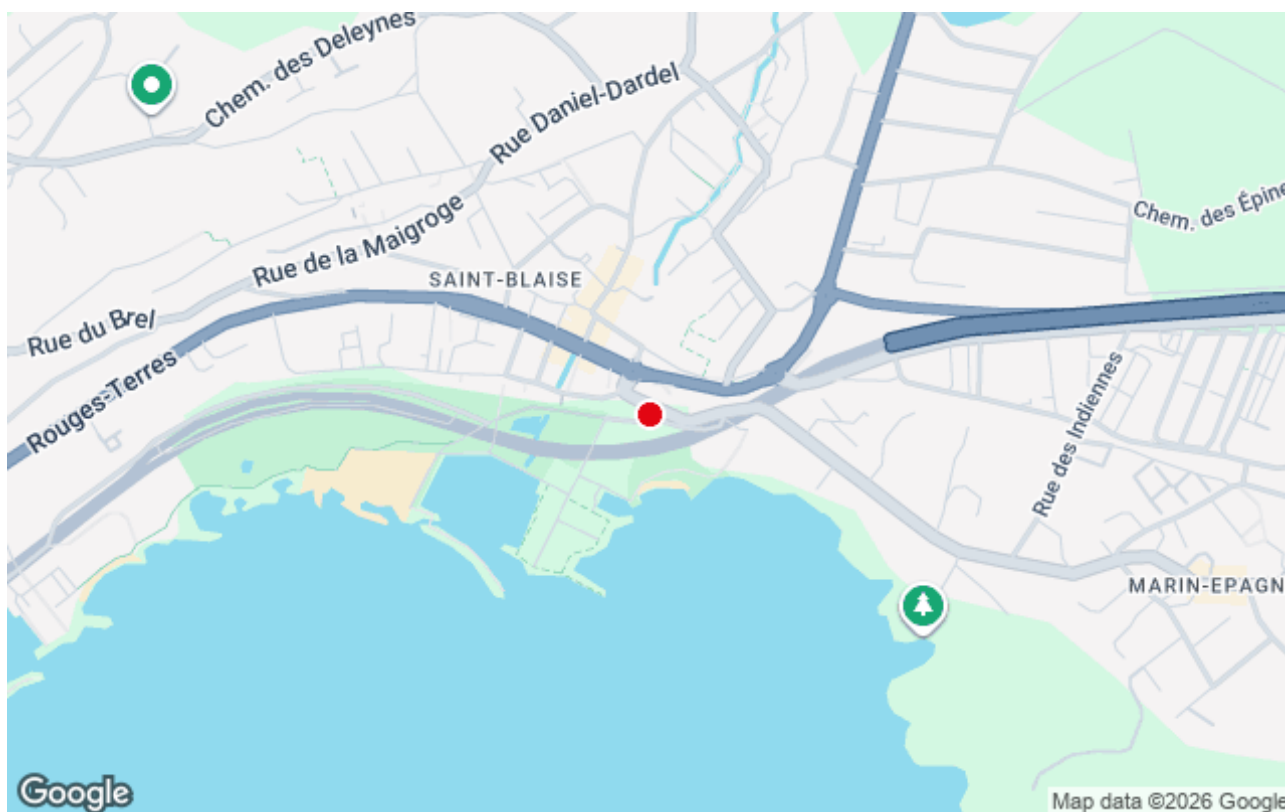 Chem. des Deleynes
Rue Daniel-Dardel
Rue de la Maigroge
Chem. des Épine
SAINT-BLAISE
Rue du Brel
Rouges-Terres
Rue des Indiennes
MARIN-EPAGN
Google
Map data ©2026 Google